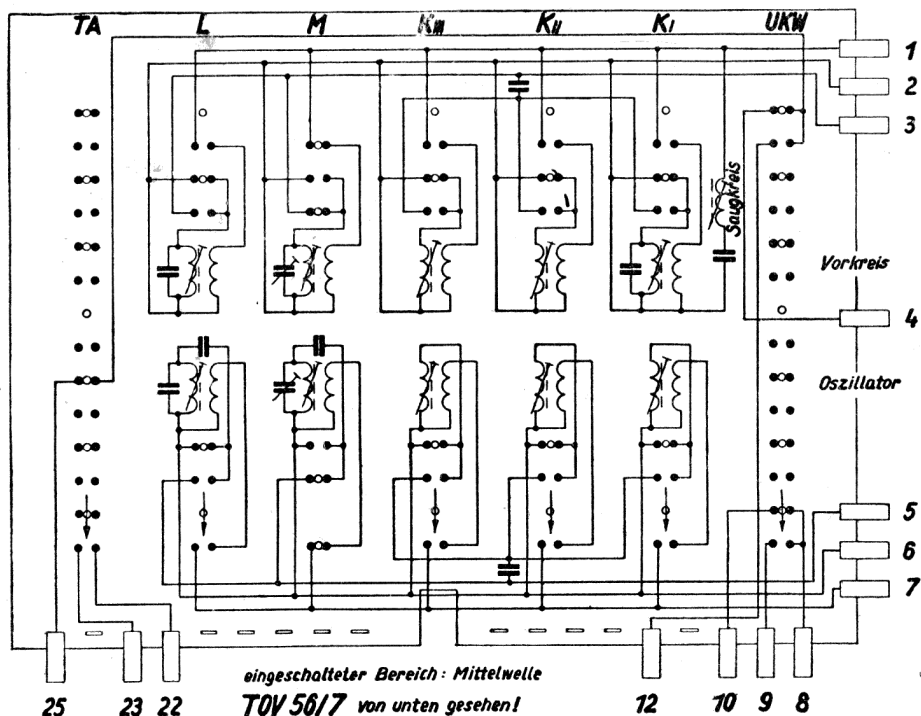 TA L M KIII KII KI UKW
1
2
3
Saugkreis
Vorkreis
4
Oszillator
5
6
7
eingeschalteter Bereich: Mittelwelle
25 23 22 TOV 56/7 von unten gesehen! 12 10 9 8